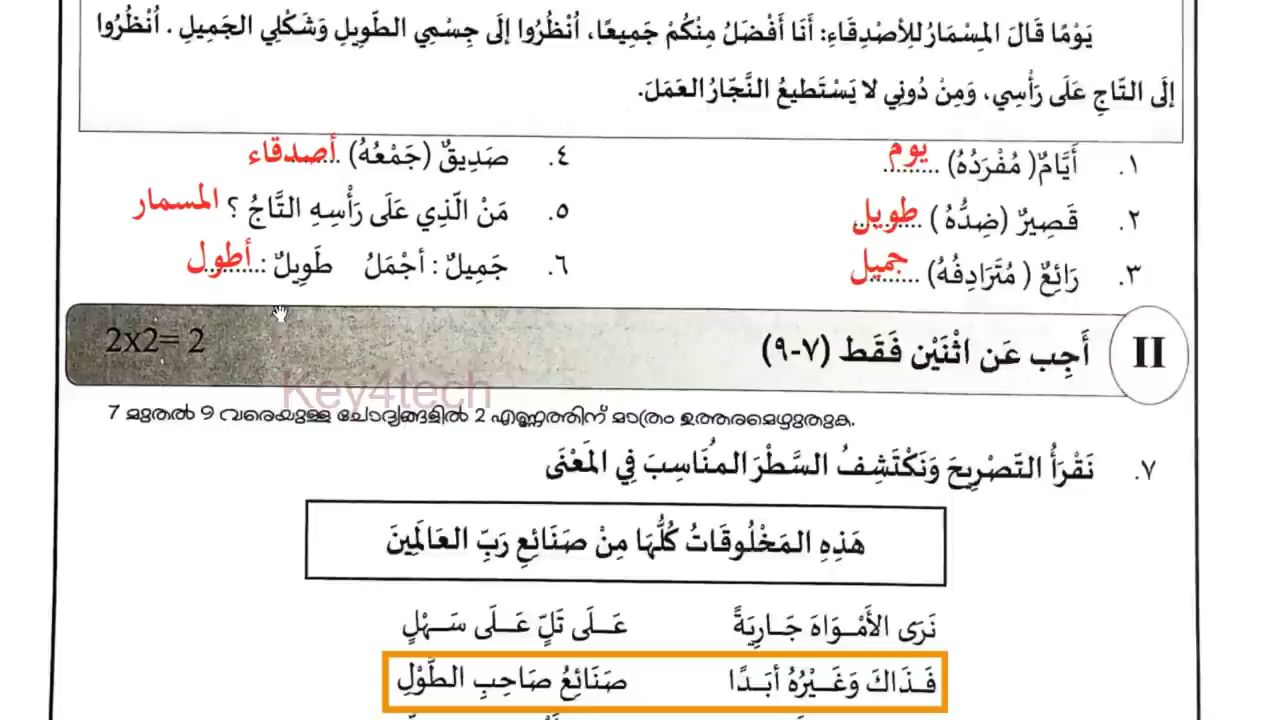 يَوْمًا قَالَ المِسْمَارُ لِلأَصْدِقَاءِ: أَنَا أَفْضَلُ مِنْكُمْ جَمِيعًا، اُنْظُرُوا إلَى جِسْمِي الطَّوِيلِ وَشَكْلِي الجَمِيلِ . اُنْظُرُوا
إلَى التَّاجِ عَلَى رَأْسِي، وَمِنْ دُونِي لا يَسْتَطِيعُ النَّجَّارُ العَمَلَ.
١. أَيَّامٌ( مُفْرَدُهُ) ......... يوم
٤. صَدِيقٌ (جَمْعُهُ) ......... أصدقاء
٢. قَصِيرٌ (ضِدُّهُ ) ......... طويل
٥. مَنْ الَّذِي عَلَى رَأْسِهِ التَّاجُ ؟ المسمار
٣. رَائِعٌ ( مُتَرَادِفُهُ) ......... جميل
٦. جَمِيلٌ : أجْمَلُ طَوِيلٌ :......... أطول
II أَجِب عَن اثْنَيْن فَقَط (٧-٩) 2x2= 2
Key4tech
7 മുതൽ 9 വരെയുള്ള ചോദ്യങ്ങളിൽ 2 എണ്ണത്തിന് മാത്രം ഉത്തരമെഴുതുക.
٧. نَقْرَأُ التَّصْرِيحَ وَنَكْتَشِفُ السَّطْرَ المُنَاسِبَ فِي المَعْنَى
هَذِهِ المَخْلُوقَاتُ كُلُّهَا مِنْ صَنَائِعِ رَبِّ العَالَمِينَ
نَرَى الأَمْوَاهَ جَارِيَةً عَلَى تَلٍّ عَلَى سَهْلٍ
فَذَاكَ وَغَيْرُهُ أبَدًا صَنَائِعُ صَاحِبِ الطَّوْلِ